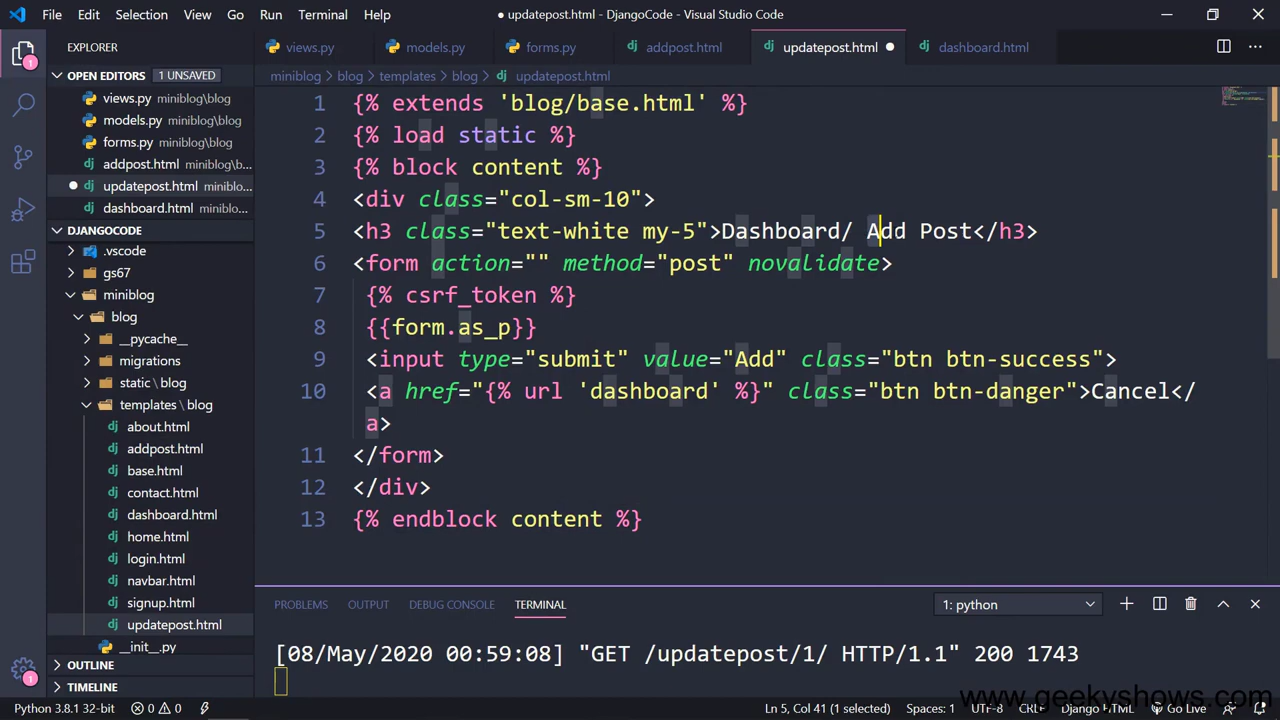 File Edit Selection View Go Run Terminal Help
● updatepost.html - DjangoCode - Visual Studio Code
EXPLORER
OPEN EDITORS 1 UNSAVED
views.py miniblog\blog
models.py miniblog\blog
forms.py miniblog\blog
addpost.html miniblog\b...
updatepost.html miniblo...
dashboard.html miniblo...
DJANGOCODE
.vscode
gs67
miniblog
blog
__pycache__
migrations
static \ blog
templates \ blog
about.html
addpost.html
base.html
contact.html
dashboard.html
home.html
login.html
navbar.html
signup.html
updatepost.html
__init__.py
OUTLINE
TIMELINE
views.py models.py forms.py addpost.html updatepost.html dashboard.html
miniblog > blog > templates > blog > updatepost.html
1 {% extends 'blog/base.html' %}
2 {% load static %}
3 {% block content %}
4 <div class="col-sm-10">
5 <h3 class="text-white my-5">Dashboard/ Add Post</h3>
6 <form action="" method="post" novalidate>
7 {% csrf_token %}
8 {{form.as_p}}
9 <input type="submit" value="Add" class="btn btn-success">
10 <a href="{% url 'dashboard' %}" class="btn btn-danger">Cancel</
a>
11 </form>
12 </div>
13 {% endblock content %}
PROBLEMS OUTPUT DEBUG CONSOLE TERMINAL 1: python
[08/May/2020 00:59:08] "GET /updatepost/1/ HTTP/1.1" 200 1743
www.geekyshows.com
1 1
Python 3.8.1 32-bit 0 0 Ln 5, Col 41 (1 selected) Spaces: 2 UTF-8 CRLF Django HTML Go Live